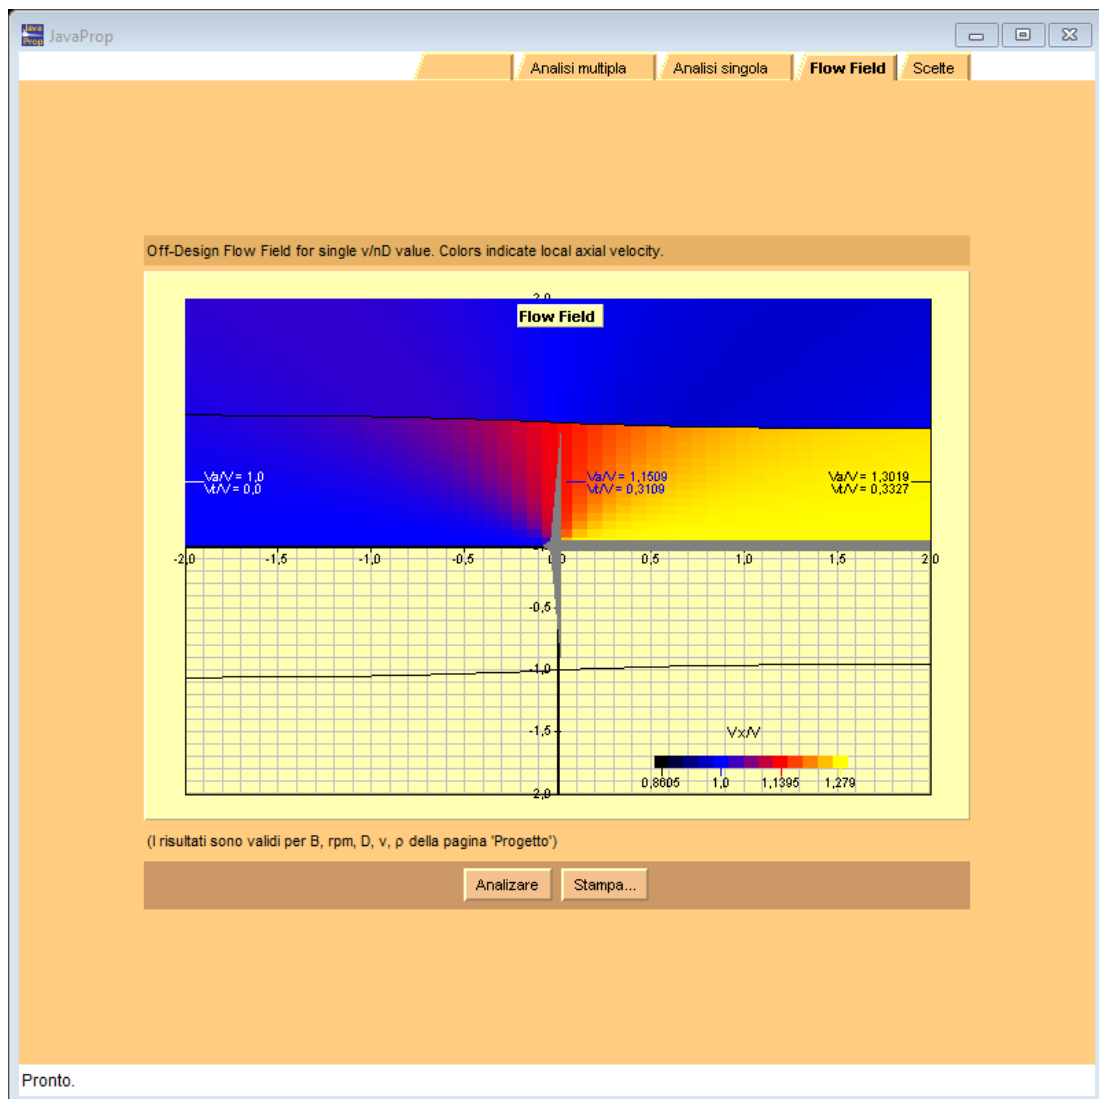 Java
Prop
JavaProp
Analisi multipla
Analisi singola
Flow Field
Scelte
Off-Design Flow Field for single v/nD value. Colors indicate local axial velocity.
2,0
Flow Field
Va/V = 1,0
Vt/V = 0,0
Va/V = 1,1509
Vt/V = 0,3109
Va/V = 1,3019
Vt/V = 0,3327
-2,0 -1,5 -1,0 -0,5 0,5 1,0 1,5 2,0
-0,5
-1,0
-1,5
Vx/V
0,8605 1,0 1,1395 1,279
2,0
(I risultati sono validi per B, rpm, D, v, ρ della pagina 'Progetto')
Analizare
Stampa...
Pronto.